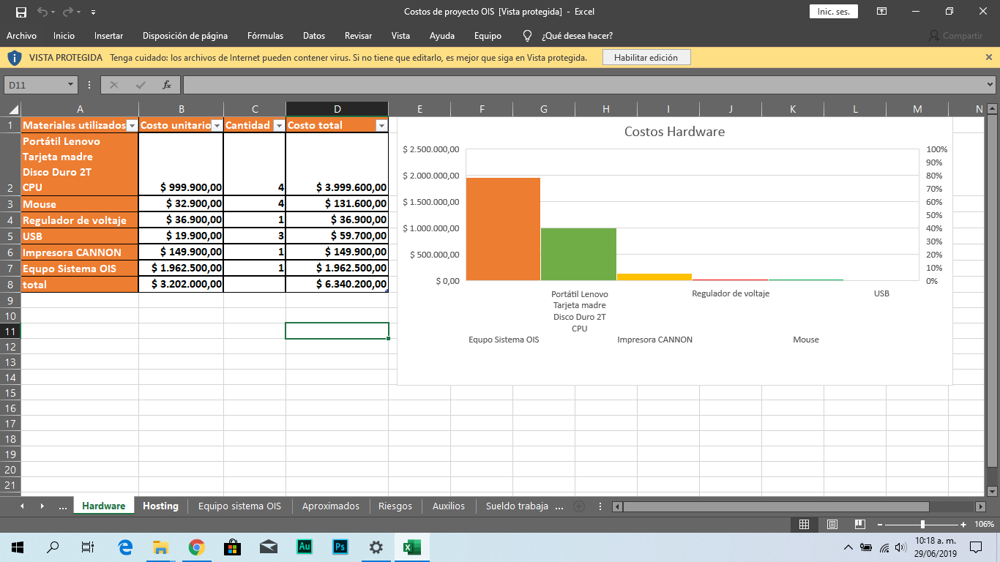 Costos de proyecto OIS [Vista protegida] - Excel
Inic. ses.
Archivo Inicio Insertar Disposición de página Fórmulas Datos Revisar Vista Ayuda Equipo ¿Qué desea hacer? Compartir
VISTA PROTEGIDA Tenga cuidado: los archivos de Internet pueden contener virus. Si no tiene que editarlo, es mejor que siga en Vista protegida. Habilitar edición
D11 fx
A B C D E F G H I J K L M N
1 Materiales utilizados Costo unitario Cantidad Costo total
Portátil Lenovo
Tarjeta madre
Disco Duro 2T
2 CPU $ 999.900,00 4 $ 3.999.600,00
3 Mouse $ 32.900,00 4 $ 131.600,00
4 Regulador de voltaje $ 36.900,00 1 $ 36.900,00
5 USB $ 19.900,00 3 $ 59.700,00
6 Impresora CANNON $ 149.900,00 1 $ 149.900,00
7 Equpo Sistema OIS $ 1.962.500,00 1 $ 1.962.500,00
8 total $ 3.202.000,00 $ 6.340.200,00
9
10
11
12
13
14
15
16
17
18
19
20
21
Costos Hardware
$ 2.500.000,00
$ 2.000.000,00
$ 1.500.000,00
$ 1.000.000,00
$ 500.000,00
$ 0,00
100%
90%
80%
70%
60%
50%
40%
30%
20%
10%
0%
Portátil Lenovo
Tarjeta madre
Disco Duro 2T
CPU
Regulador de voltaje
USB
Equpo Sistema OIS
Impresora CANNON
Mouse
... Hardware Hosting Equipo sistema OIS Aproximados Riesgos Auxilios Sueldo trabaja ...
106%
Au Ps
10:18 a. m.
29/06/2019